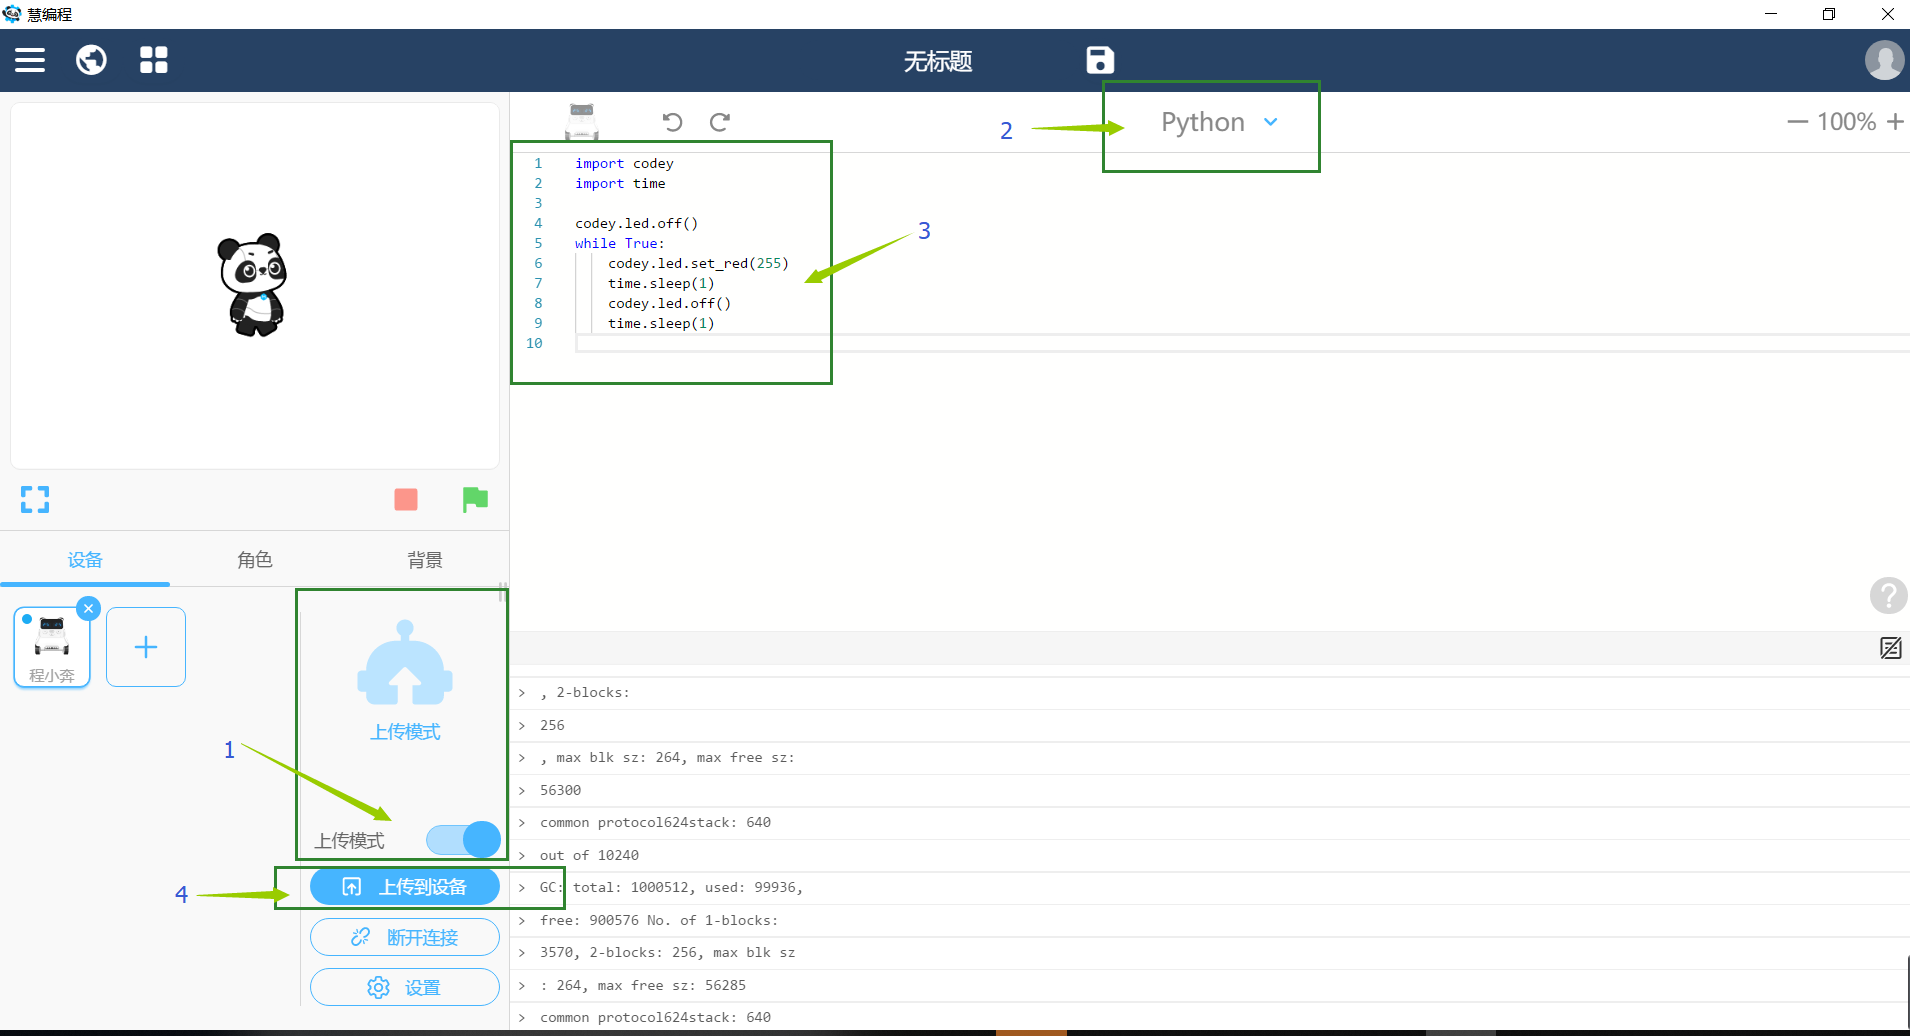 慧编程
无标题
2
Python
100%
1 import codey
2 import time
3
4 codey.led.off()
5 while True:
6 codey.led.set_red(255)
7 time.sleep(1)
8 codey.led.off()
9 time.sleep(1)
10
3
设备 角色 背景
程小奔
上传模式
1
上传模式
4
上传到设备
断开连接
设置
?
> , 2-blocks:
> 256
> , max blk sz: 264, max free sz:
> 56300
> common protocol624stack: 640
> out of 10240
> GC: total: 1000512, used: 99936,
> free: 900576 No. of 1-blocks:
> 3570, 2-blocks: 256, max blk sz
> : 264, max free sz: 56285
> common protocol624stack: 640